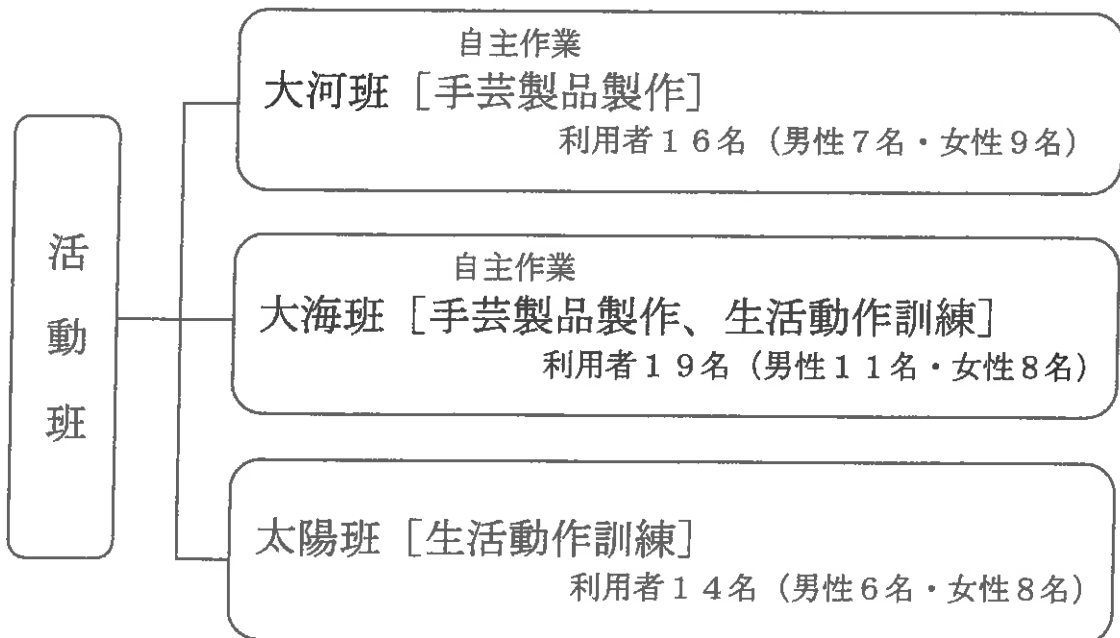 活動班
自主作業
大河班［手芸製品製作］
利用者１６名（男性７名・女性９名）
自主作業
大海班［手芸製品製作、生活動作訓練］
利用者１９名（男性１１名・女性８名）
太陽班［生活動作訓練］
利用者１４名（男性６名・女性８名）